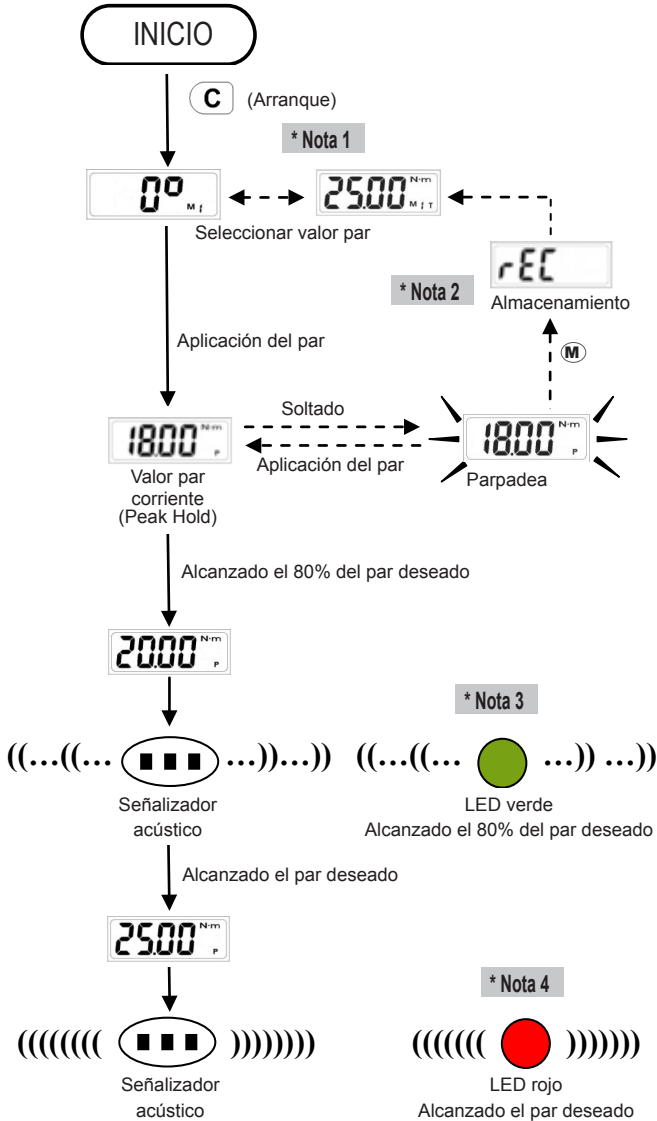 INICIO
C (Arranque)
* Nota 1
0° M 1
25.00 N·m M 1 T
Seleccionar valor par
rEC
* Nota 2
Almacenamiento
M
Aplicación del par
Soltado
18.00 N·m P
18.00 N·m P
Aplicación del par
Valor par
corriente
(Peak Hold)
Parpadea
Alcanzado el 80% del par deseado
20.00 N·m P
* Nota 3
((…((… …))…)) ((…((… …)) …))
Señalizador
acústico
LED verde
Alcanzado el 80% del par deseado
Alcanzado el par deseado
25.00 N·m P
* Nota 4
(((((((( )))))))) ((((((( )))))))
Señalizador
acústico
LED rojo
Alcanzado el par deseado